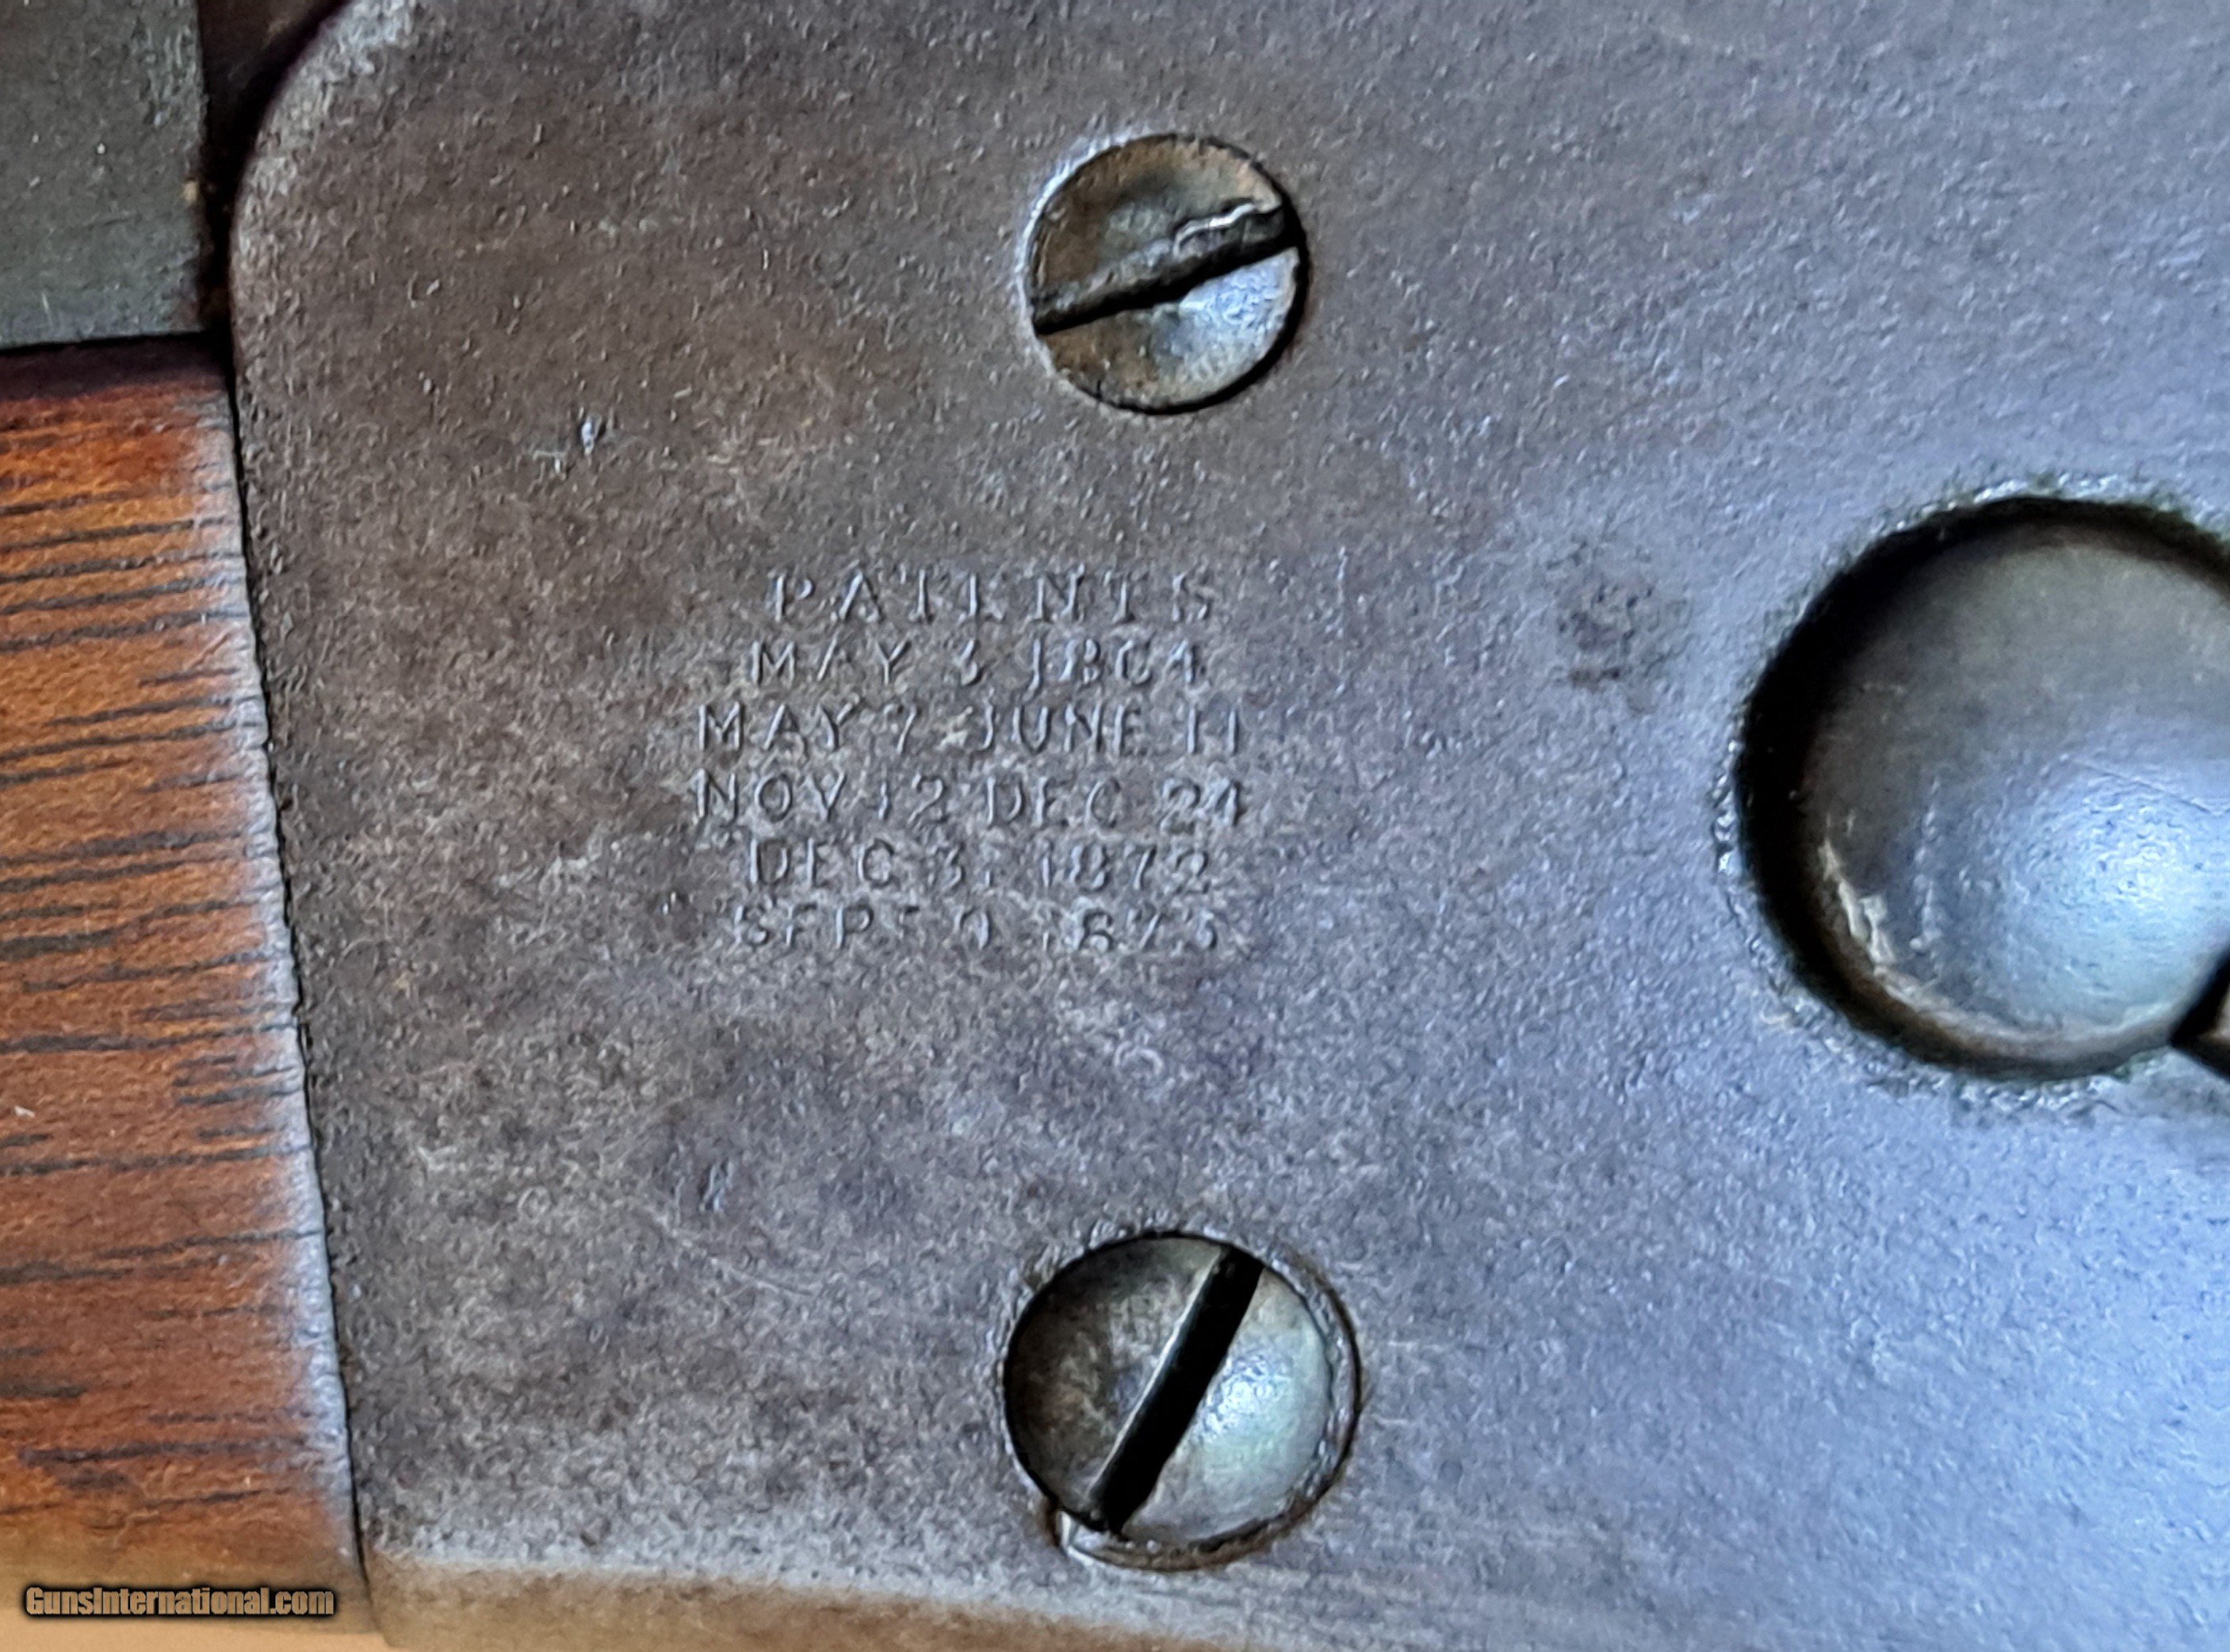 PATENTS
MAY 3 1864
MAY 7 JUNE 11
NOV 12 DEC 24
DEC 31 1872
SEPT 9 1873
GunsInternational.com